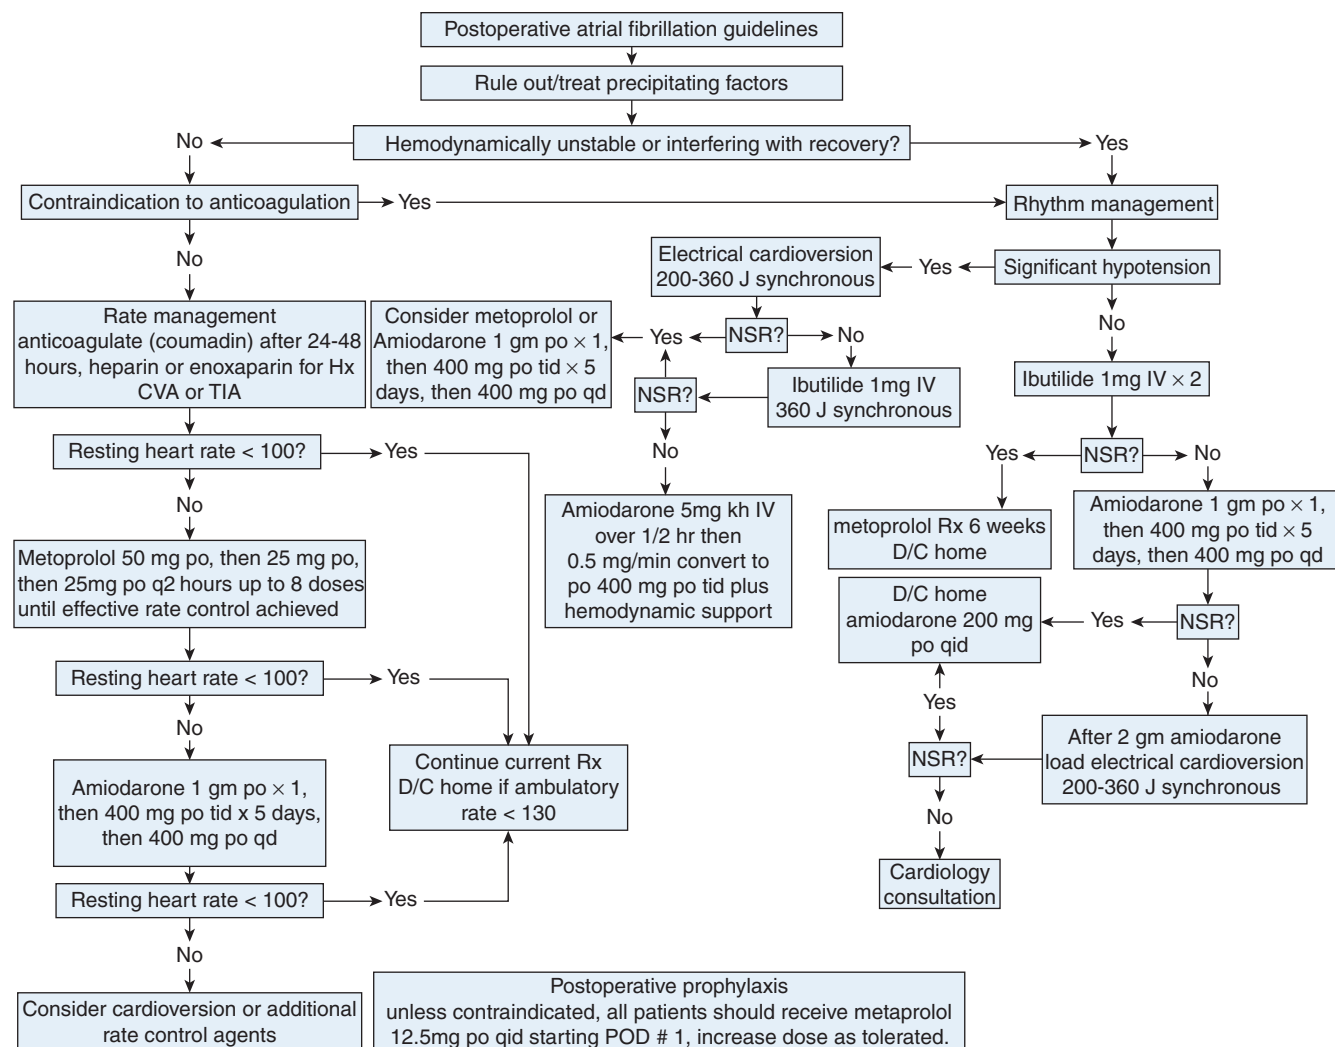 Postoperative atrial fibrillation guidelines
Rule out/treat precipitating factors
Hemodynamically unstable or interfering with recovery?
No
Yes
Contraindication to anticoagulation
Yes
Rhythm management
No
Electrical cardioversion
200-360 J synchronous
Yes
Significant hypotension
Rate management
anticoagulate (coumadin) after 24-48
hours, heparin or enoxaparin for Hx
CVA or TIA
Consider metoprolol or
Amiodarone 1 gm po × 1,
then 400 mg po tid × 5
days, then 400 mg po qd
Yes
NSR?
No
No
NSR?
Ibutilide 1mg IV
360 J synchronous
Ibutilide 1mg IV × 2
Resting heart rate < 100?
Yes
No
Yes
NSR?
No
No
Amiodarone 5mg kh IV
over 1/2 hr then
0.5 mg/min convert to
po 400 mg po tid plus
hemodynamic support
metoprolol Rx 6 weeks
D/C home
Amiodarone 1 gm po × 1,
then 400 mg po tid × 5
days, then 400 mg po qd
Metoprolol 50 mg po, then 25 mg po,
then 25mg po q2 hours up to 8 doses
until effective rate control achieved
D/C home
amiodarone 200 mg
po qid
Yes
NSR?
Resting heart rate < 100?
Yes
No
Yes
No
Continue current Rx
D/C home if ambulatory
rate < 130
NSR?
After 2 gm amiodarone
load electrical cardioversion
200-360 J synchronous
Amiodarone 1 gm po × 1,
then 400 mg po tid x 5 days,
then 400 mg po qd
No
Resting heart rate < 100?
Yes
Cardiology
consultation
No
Consider cardioversion or additional
rate control agents
Postoperative prophylaxis
unless contraindicated, all patients should receive metaprolol
12.5mg po qid starting POD # 1, increase dose as tolerated.